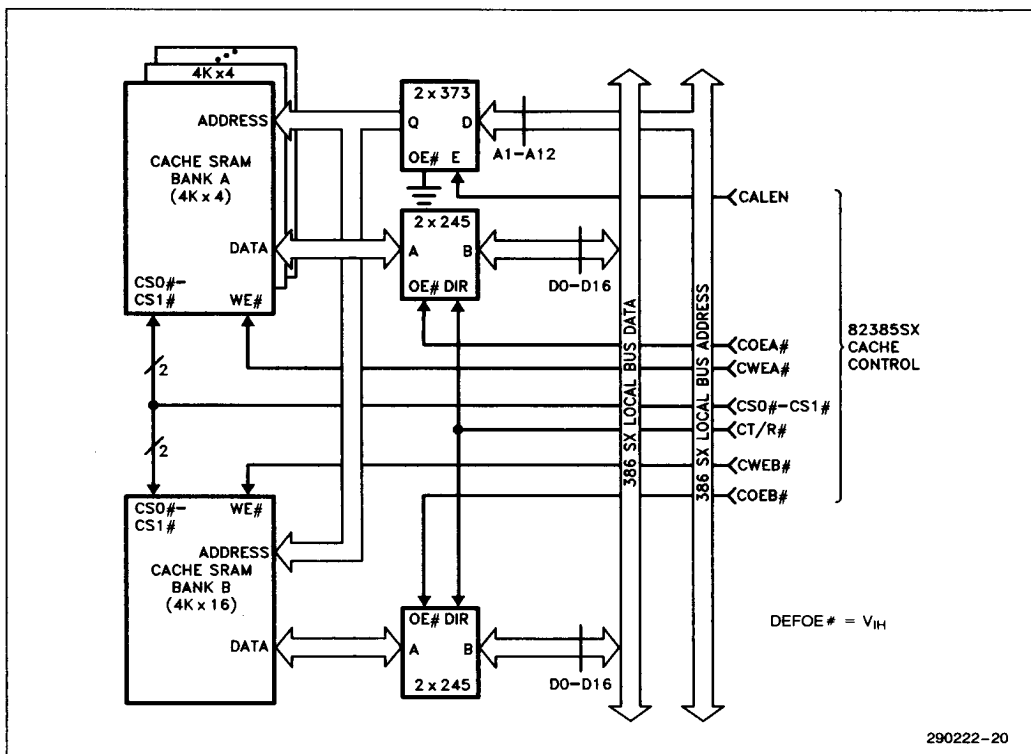 4K x 4
ADDRESS
CACHE SRAM
BANK A
(4K x 4)
DATA
CS0#-
CS1#
WE#
2 x 373
Q
D
OE#
E
A1-A12
2 x 245
A
B
OE#
DIR
D0-D16
386 SX LOCAL BUS DATA
386 SX LOCAL BUS ADDRESS
CALEN
COEA#
CWEA#
CS0#-CS1#
CT/R#
CWEB#
COEB#
82385SX
CACHE
CONTROL
2
2
CS0#-
CS1#
WE#
ADDRESS
CACHE SRAM
BANK B
(4K x 16)
DATA
OE#
DIR
A
B
2 x 245
D0-D16
DEFOE# = VIH
290222-20